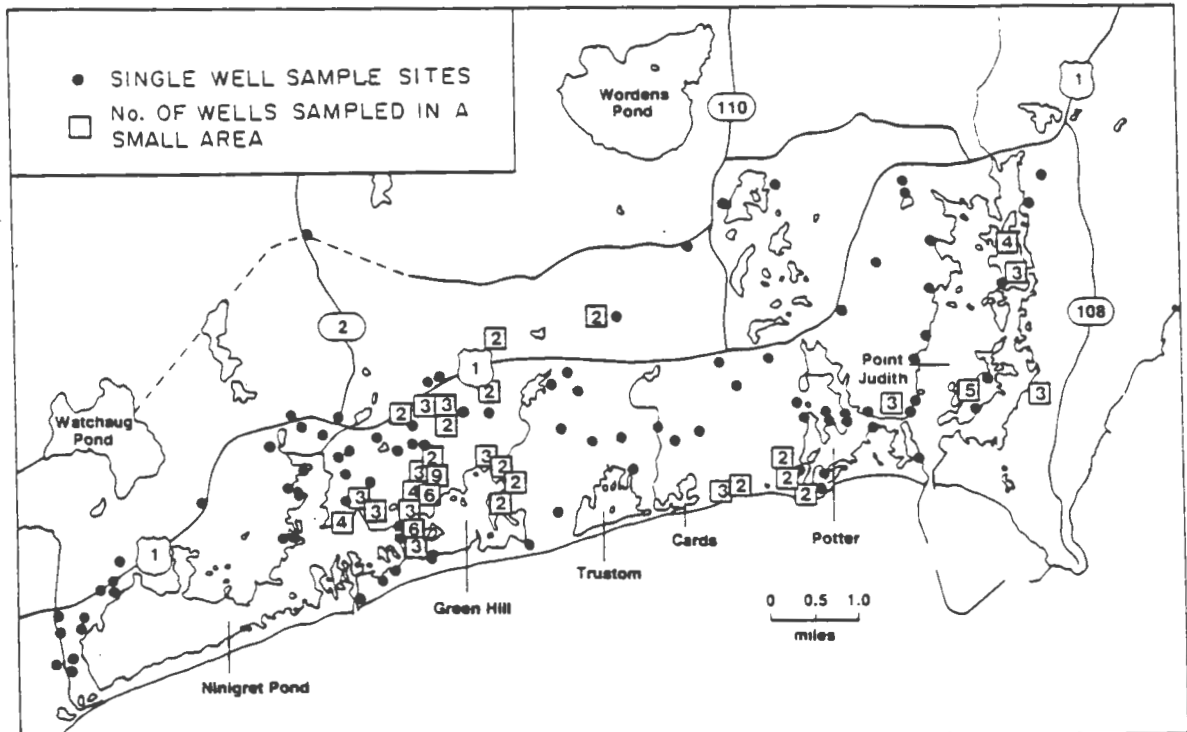 SINGLE WELL SAMPLE SITES
No. OF WELLS SAMPLED IN A
SMALL AREA
Wordens
Pond
110
1
4
3
108
2
2
2
1
Point
Judith
Watchaug
Pond
2
3
3
2
2
3
5
3
2
3
2
2
3
9
2
2
4
6
2
3
2
2
3
3
4
3
2
6
3
1
Cards
Potter
Trustom
Green Hill
0 0.5 1.0
miles
Ninigret Pond